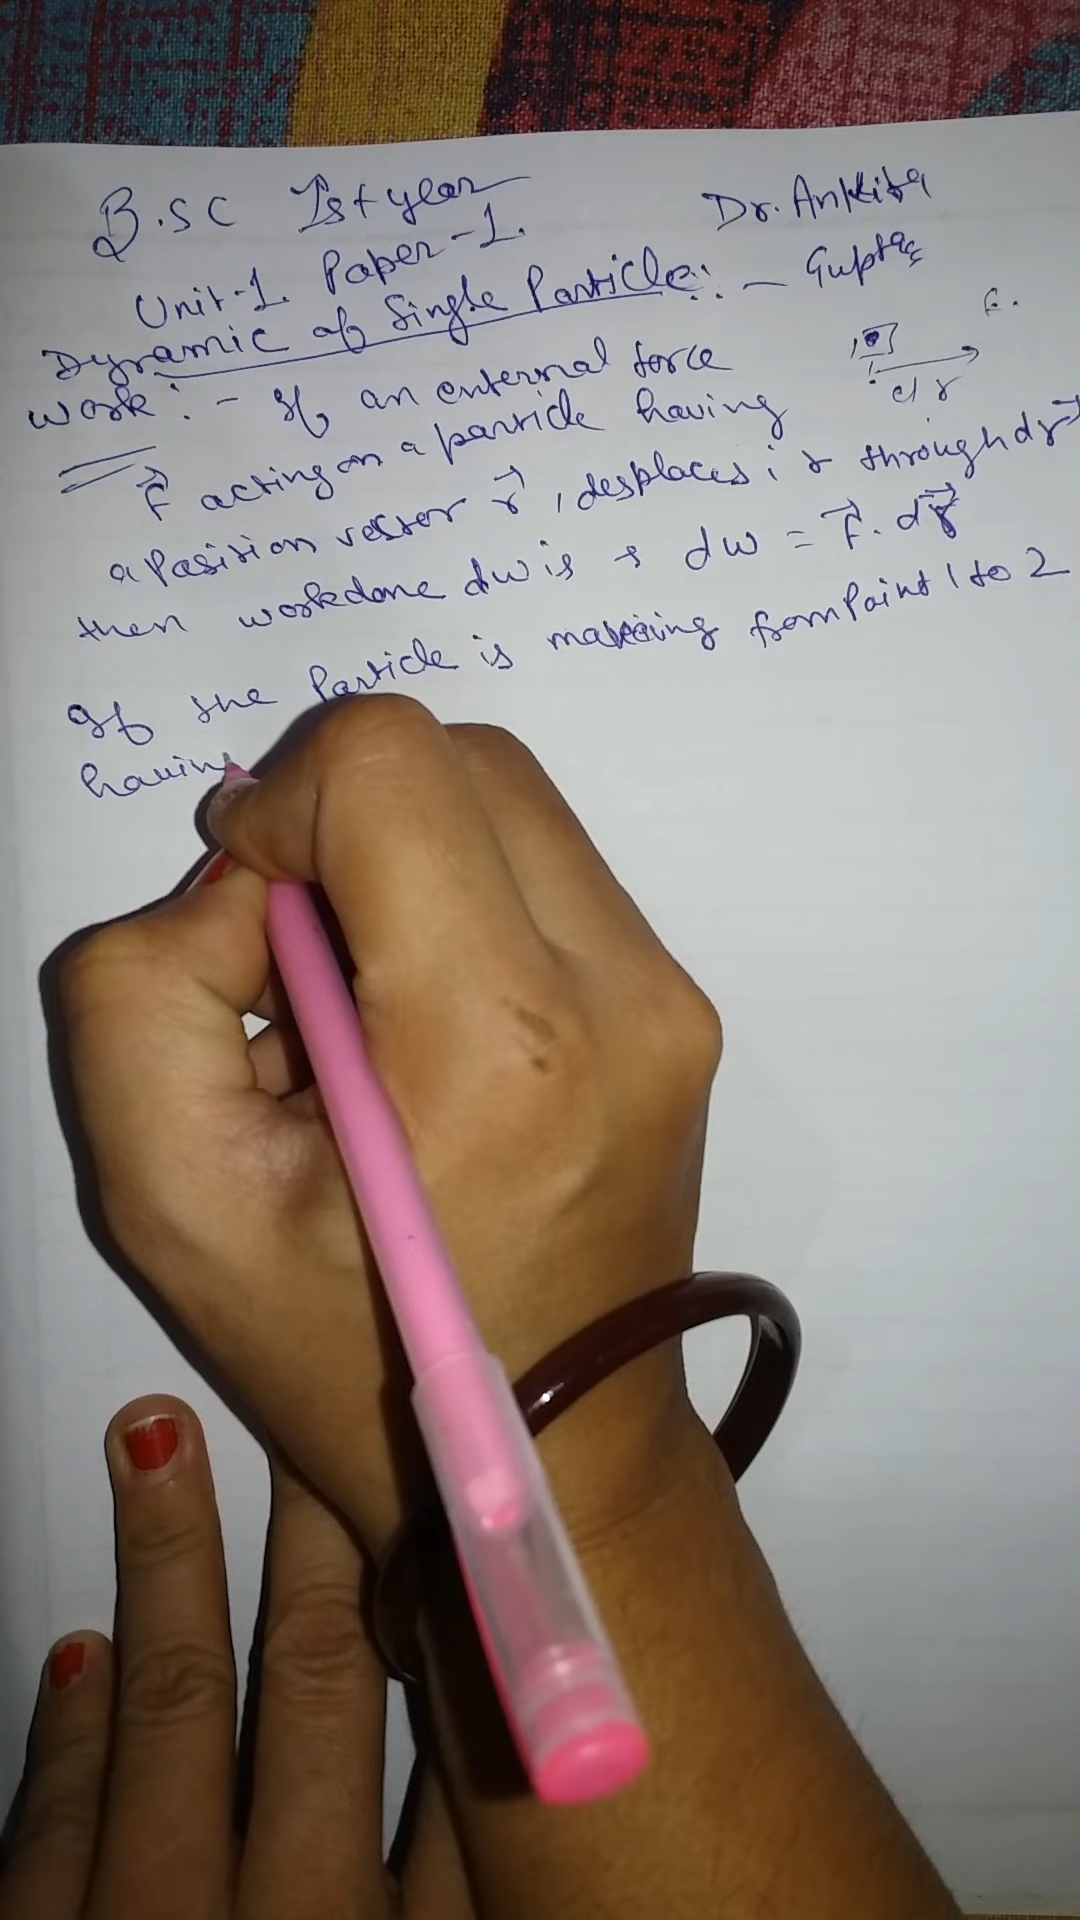 B.SC Ist year
Dr. Ankita
Unit-1. Paper-1.
Gupta
Dynamic of Single Particle:-
F.
dr
Work:- If an external force
F⃗ acting on a particle having
a Position vector r⃗, desplaces it through dr⃗
then workdone dw is dw = F⃗. dr⃗
If the Particle is making from Point 1 to 2
having